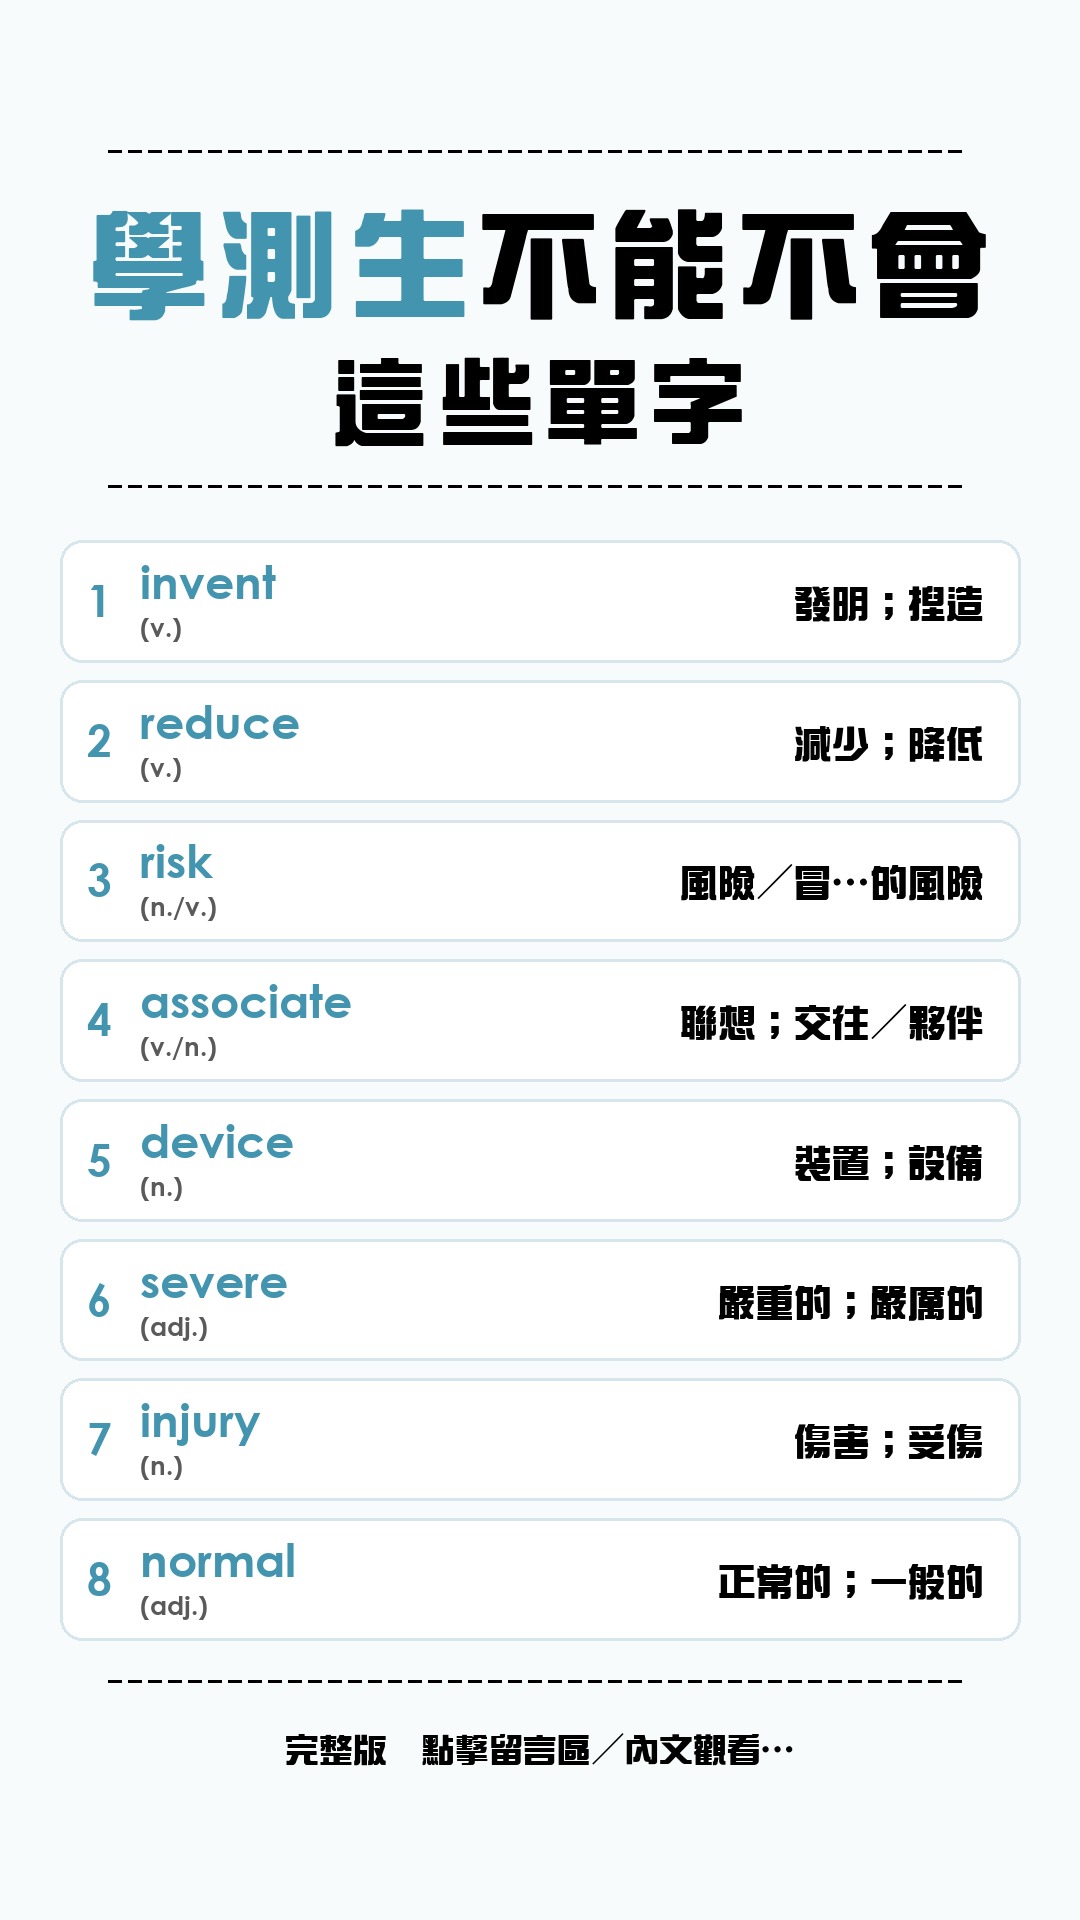 學測生不能不會
這些單字
1 invent 發明；捏造
(v.)
2 reduce 減少；降低
(v.)
3 risk 風險／冒⋯的風險
(n./v.)
4 associate 聯想；交往／夥伴
(v./n.)
5 device 裝置；設備
(n.)
6 severe 嚴重的；嚴厲的
(adj.)
7 injury 傷害；受傷
(n.)
8 normal 正常的；一般的
(adj.)
完整版　點擊留言區／內文觀看⋯